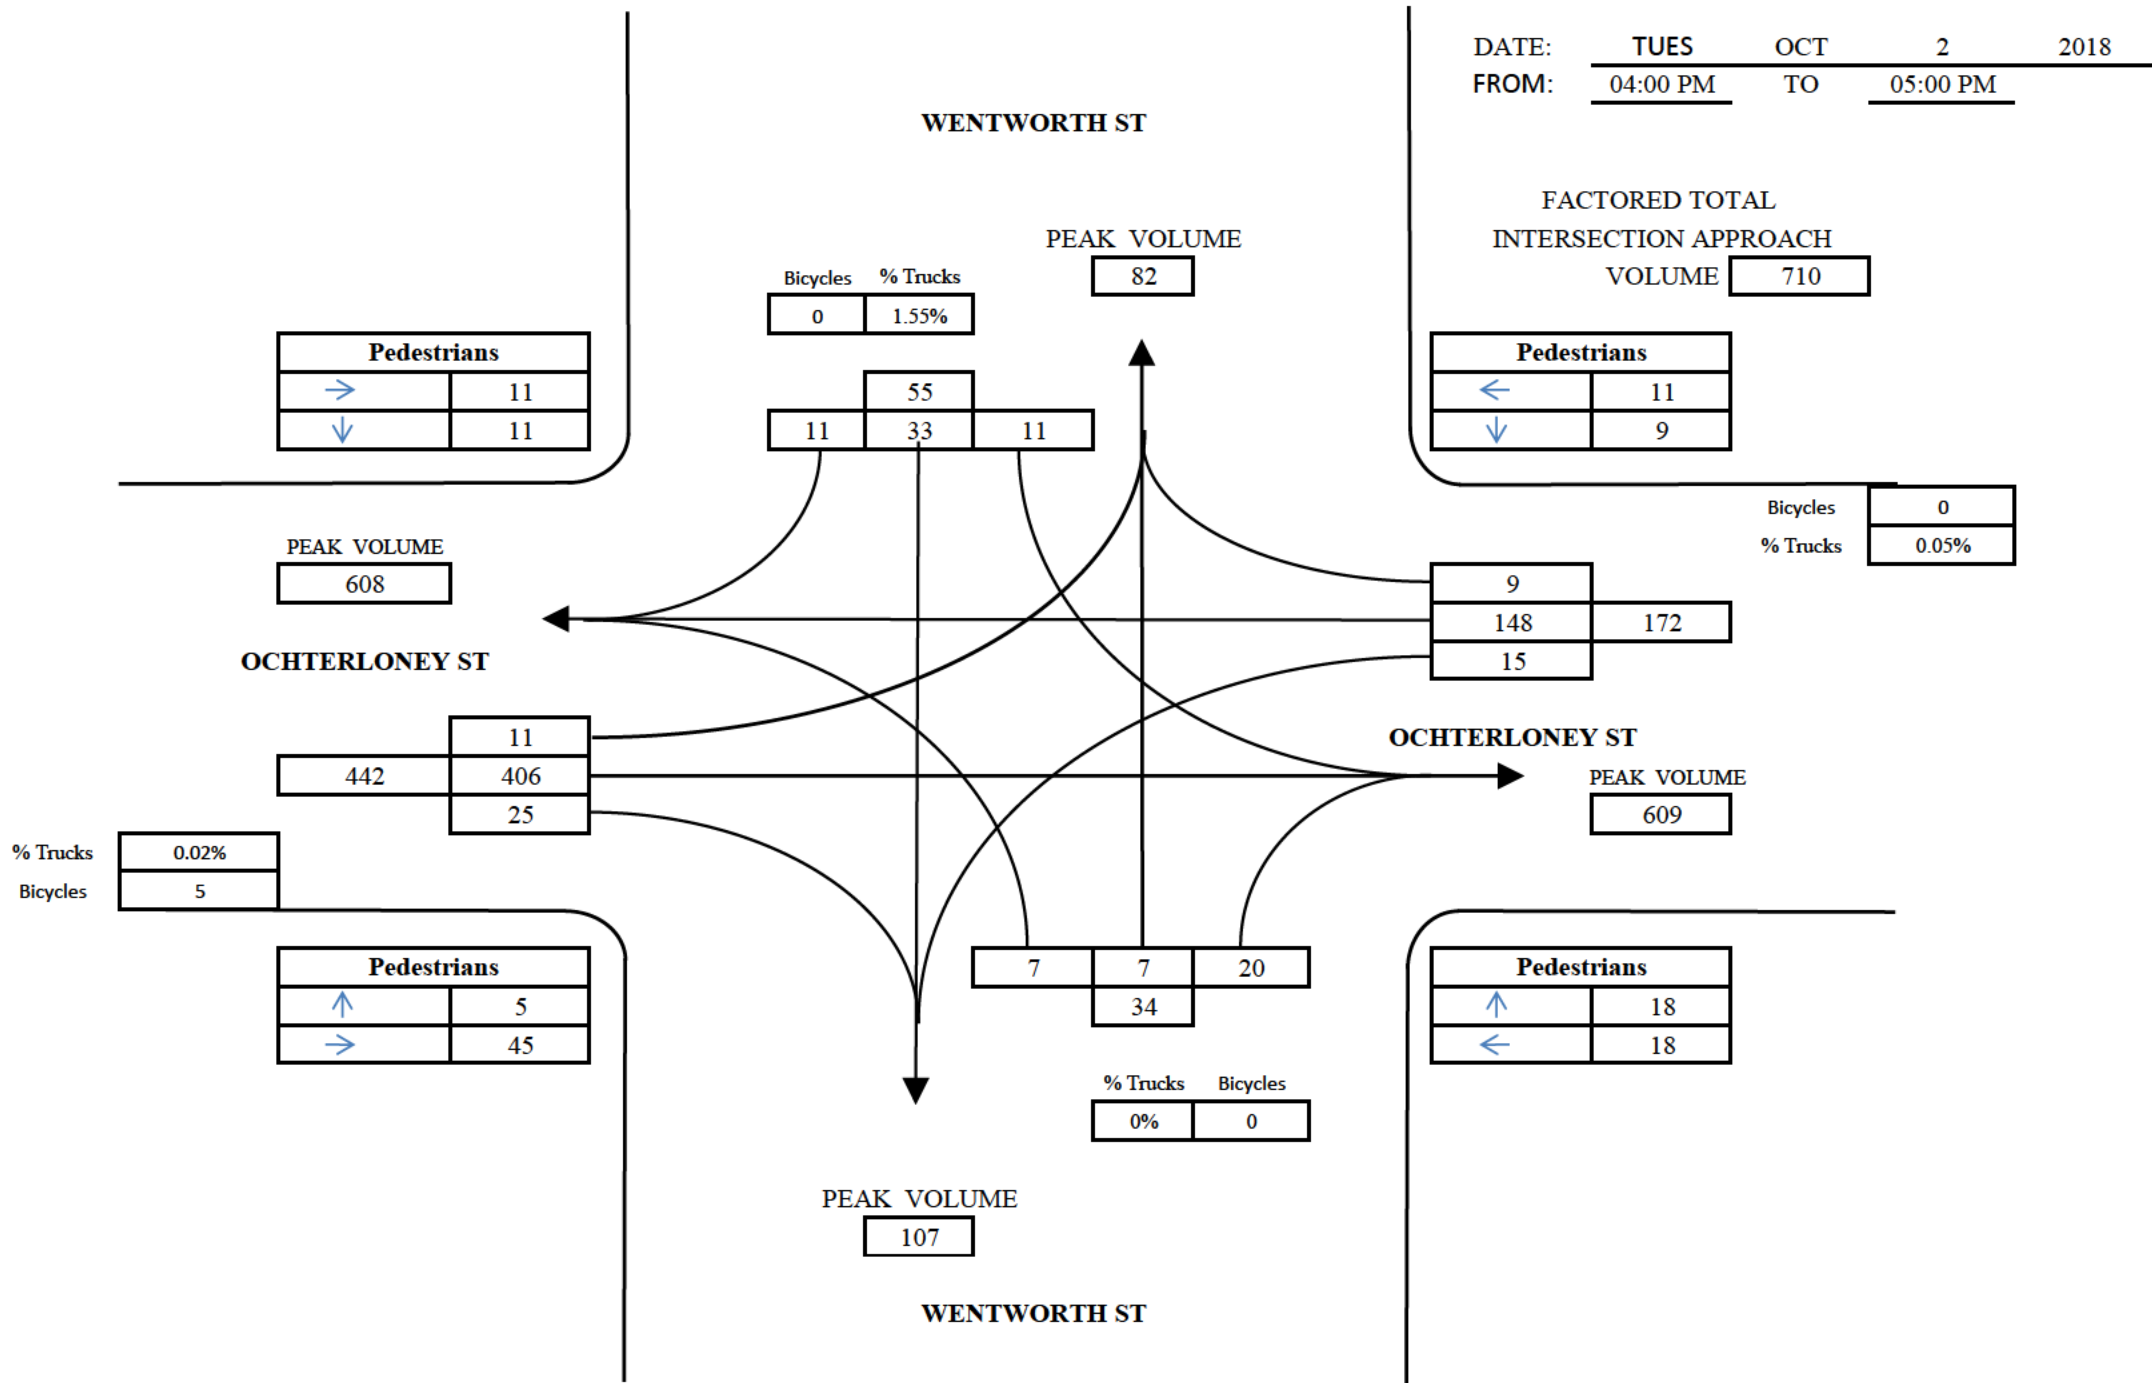 DATE: TUES OCT 2 2018
FROM: 04:00 PM TO 05:00 PM
WENTWORTH ST
FACTORED TOTAL
INTERSECTION APPROACH
VOLUME 710
PEAK VOLUME
82
Bicycles % Trucks
0 1.55%
Pedestrians
→ 11
↓ 11
55
11 33 11
Pedestrians
← 11
↓ 9
Bicycles 0
% Trucks 0.05%
PEAK VOLUME
608
OCHTERLONEY ST
9
148 172
15
11
442 406
25
OCHTERLONEY ST
PEAK VOLUME
609
% Trucks 0.02%
Bicycles 5
Pedestrians
↑ 5
→ 45
7 7 20
34
Pedestrians
↑ 18
← 18
% Trucks Bicycles
0% 0
PEAK VOLUME
107
WENTWORTH ST